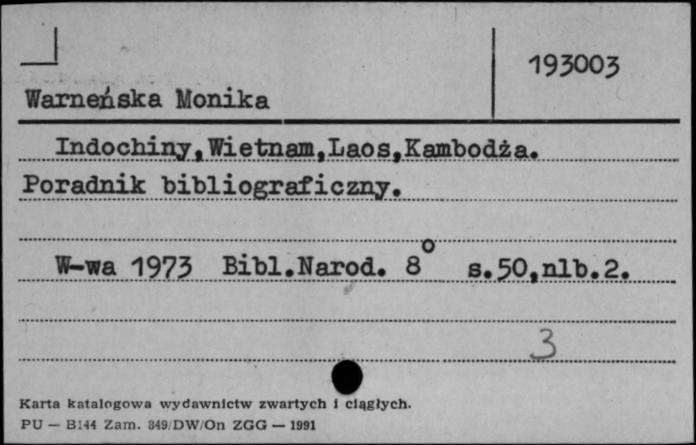 193003
Warneńska Monika
Indochiny,Wietnam,Laos,Kambodża.
Poradnik bibliograficzny.
W-wa 1973 Bibl.Narod. 8° s.50,nlb.2.
3
Karta katalogowa wydawnictw zwartych i ciągłych.
PU — B144 Zam. 849/DW/On ZGG — 1991